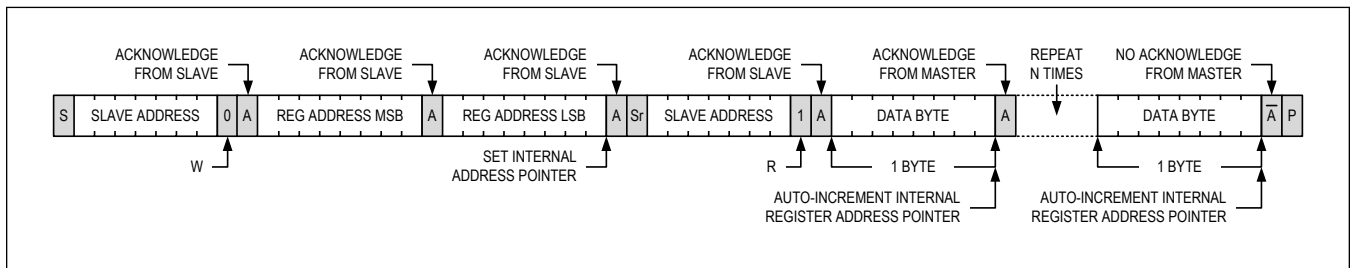 ACKNOWLEDGE
FROM SLAVE
ACKNOWLEDGE
FROM SLAVE
ACKNOWLEDGE
FROM SLAVE
ACKNOWLEDGE
FROM SLAVE
ACKNOWLEDGE
FROM MASTER
REPEAT
N TIMES
NO ACKNOWLEDGE
FROM MASTER
S SLAVE ADDRESS 0 A REG ADDRESS MSB A REG ADDRESS LSB A Sr SLAVE ADDRESS 1 A DATA BYTE A DATA BYTE A̅ P
W
SET INTERNAL
ADDRESS POINTER
R
1 BYTE
AUTO-INCREMENT INTERNAL
REGISTER ADDRESS POINTER
1 BYTE
AUTO-INCREMENT INTERNAL
REGISTER ADDRESS POINTER